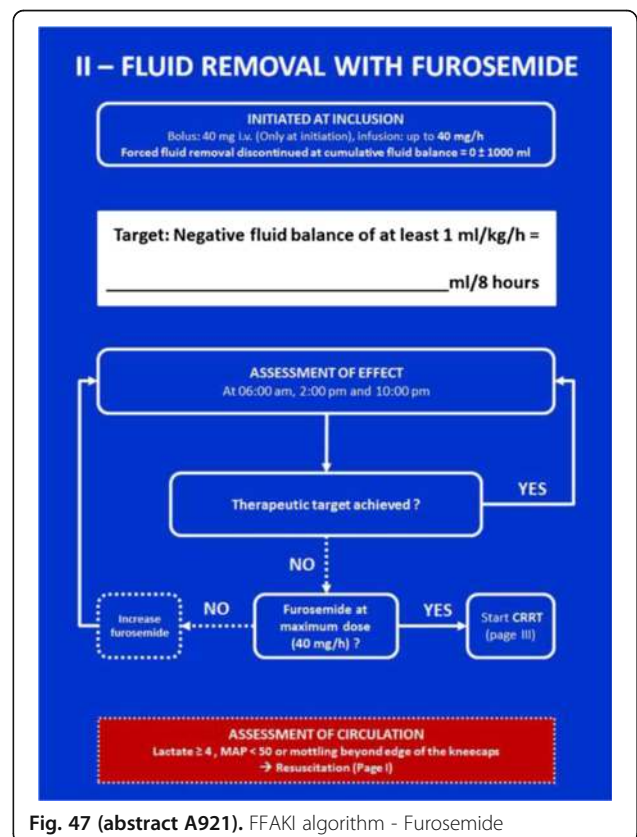 II – FLUID REMOVAL WITH FUROSEMIDE
INITIATED AT INCLUSION
Bolus: 40 mg i.v. (Only at initiation), infusion: up to 40 mg/h
Forced fluid removal discontinued at cumulative fluid balance = 0 ± 1000 ml
Target: Negative fluid balance of at least 1 ml/kg/h =
________________________________________ml/8 hours
ASSESSMENT OF EFFECT
At 06:00 am, 2:00 pm and 10:00 pm
Therapeutic target achieved ?
YES
NO
Increase
furosemide
NO
Furosemide at
maximum dose
(40 mg/h) ?
YES
Start CRRT
(page III)
ASSESSMENT OF CIRCULATION
Lactate ≥ 4 , MAP < 50 or mottling beyond edge of the kneecaps
→ Resuscitation (Page I)
Fig. 47 (abstract A921). FFAKI algorithm - Furosemide